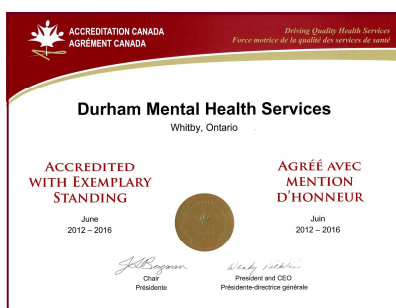 ACCREDITATION CANADA
AGRÉMENT CANADA
Driving Quality Health Services
Force motrice de la qualité des services de santé
Durham Mental Health Services
Whitby, Ontario
ACCREDITED
WITH EXEMPLARY
STANDING
June
2012 – 2016
AGRÉÉ AVEC
MENTION
D'HONNEUR
Juin
2012 – 2016
Chair
Présidente
President and CEO
Présidente-directrice générale